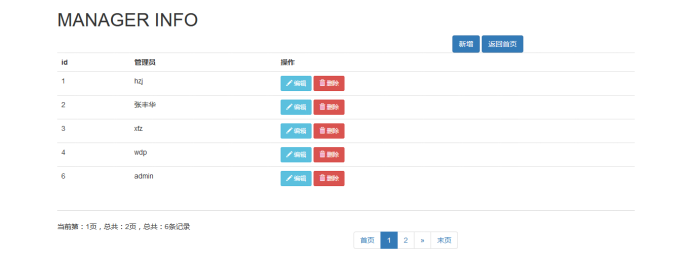 MANAGER INFO
新增 返回首页
id 管理员 操作
1 hzj 编辑 删除
2 张丰华 编辑 删除
3 xfz 编辑 删除
4 wdp 编辑 删除
6 admin 编辑 删除
当前第：1页，总共：2页，总共：6条记录
首页 1 2 » 末页